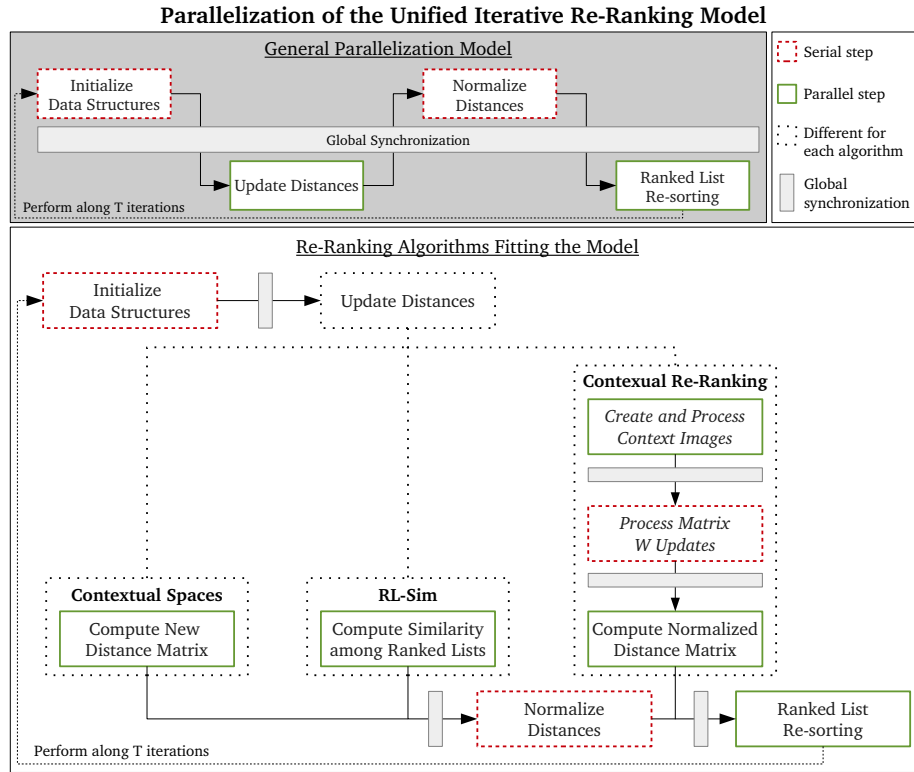 Parallelization of the Unified Iterative Re-Ranking Model
General Parallelization Model
Initialize
Data Structures
Normalize
Distances
Global Synchronization
Update Distances
Ranked List
Re-sorting
Perform along T iterations
Serial step
Parallel step
Different for
each algorithm
Global
synchronization
Re-Ranking Algorithms Fitting the Model
Initialize
Data Structures
Update Distances
Contexual Re-Ranking
Create and Process
Context Images
Process Matrix
W Updates
Compute Normalized
Distance Matrix
Contextual Spaces
Compute New
Distance Matrix
RL-Sim
Compute Similarity
among Ranked Lists
Normalize
Distances
Ranked List
Re-sorting
Perform along T iterations